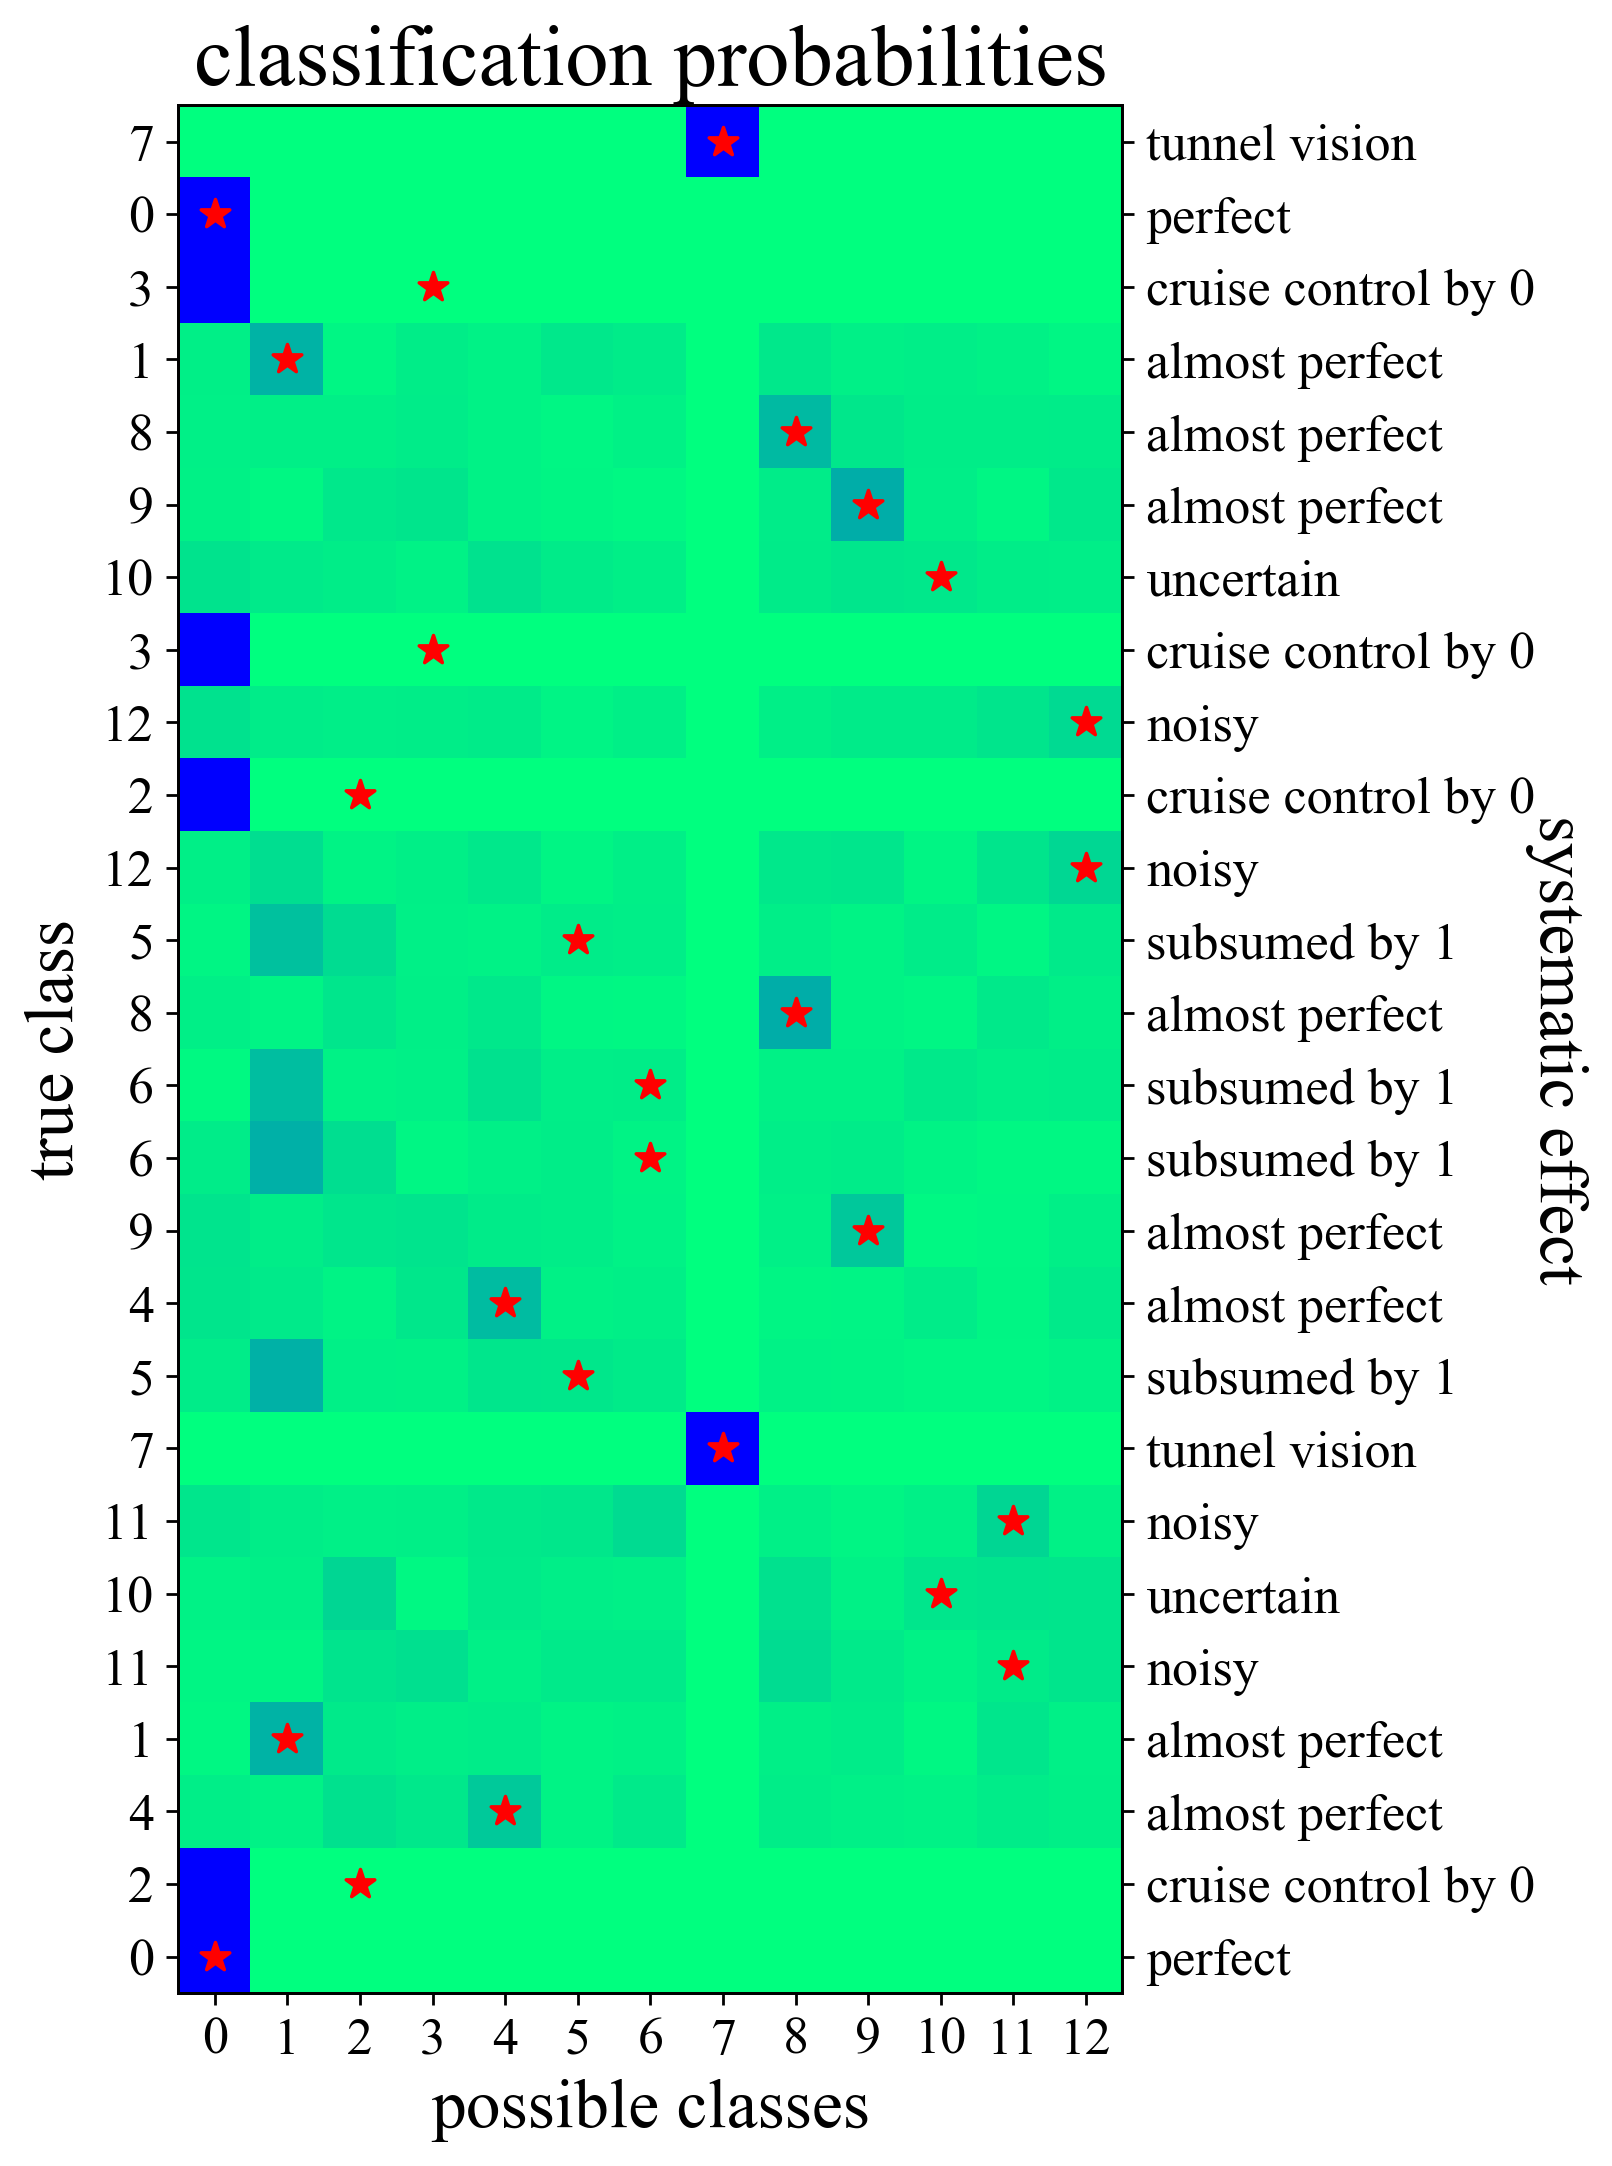 classification probabilities
7 tunnel vision
0 perfect
3 cruise control by 0
1 almost perfect
8 almost perfect
9 almost perfect
10 uncertain
3 cruise control by 0
12 noisy
2 cruise control by 0
12 noisy
5 subsumed by 1
8 almost perfect
6 subsumed by 1
6 subsumed by 1
9 almost perfect
4 almost perfect
5 subsumed by 1
7 tunnel vision
11 noisy
10 uncertain
11 noisy
1 almost perfect
4 almost perfect
2 cruise control by 0
0 perfect
true class
systematic effect
0 1 2 3 4 5 6 7 8 9 10 11 12
possible classes